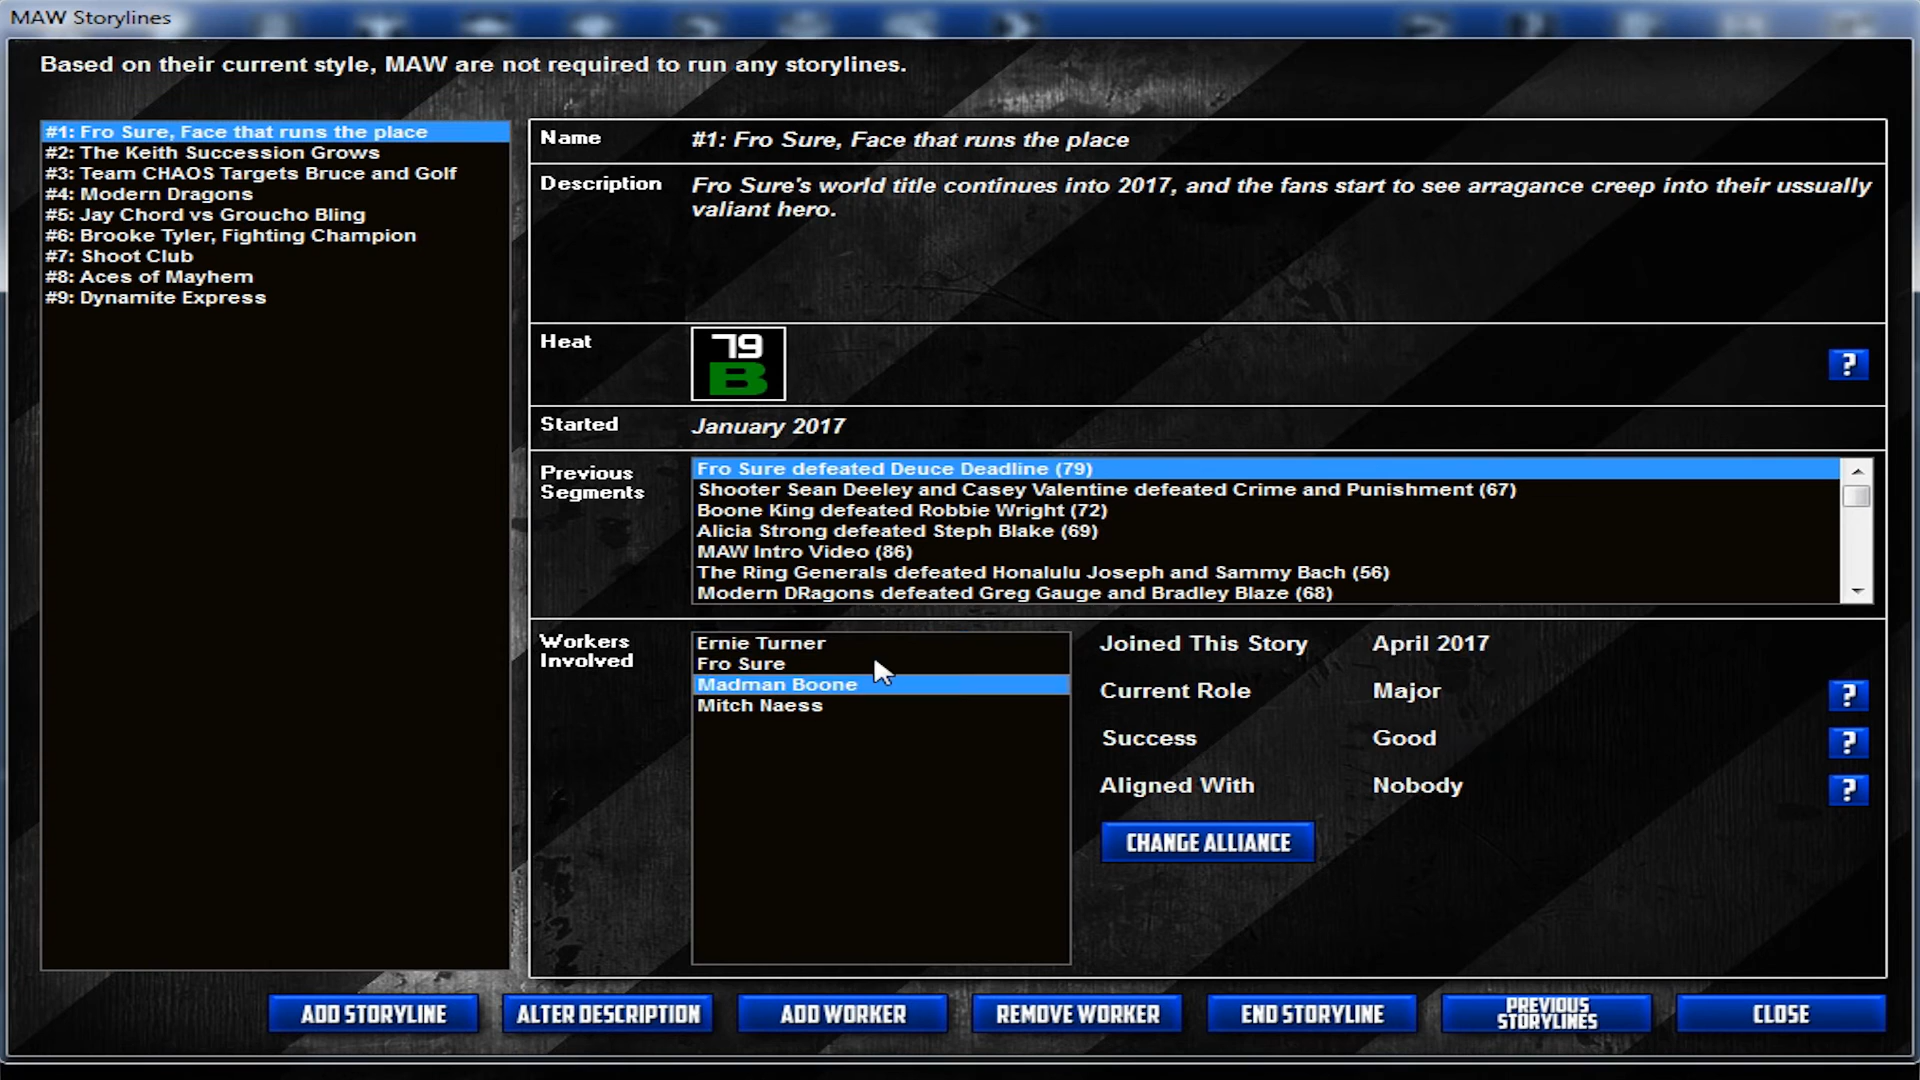 MAW Storylines
Based on their current style, MAW are not required to run any storylines.
#1: Fro Sure, Face that runs the place
#2: The Keith Succession Grows
#3: Team CHAOS Targets Bruce and Golf
#4: Modern Dragons
#5: Jay Chord vs Groucho Bling
#6: Brooke Tyler, Fighting Champion
#7: Shoot Club
#8: Aces of Mayhem
#9: Dynamite Express
Name
#1: Fro Sure, Face that runs the place
Description
Fro Sure's world title continues into 2017, and the fans start to see arragance creep into their ussually
valiant hero.
Heat
79
B
?
Started
January 2017
Previous
Segments
Fro Sure defeated Deuce Deadline (79)
Shooter Sean Deeley and Casey Valentine defeated Crime and Punishment (67)
Boone King defeated Robbie Wright (72)
Alicia Strong defeated Steph Blake (69)
MAW Intro Video (86)
The Ring Generals defeated Honalulu Joseph and Sammy Bach (56)
Modern DRagons defeated Greg Gauge and Bradley Blaze (68)
Workers
Involved
Ernie Turner
Fro Sure
Madman Boone
Mitch Naess
Joined This Story April 2017
Current Role Major ?
Success Good ?
Aligned With Nobody ?
CHANGE ALLIANCE
ADD STORYLINE
ALTER DESCRIPTION
ADD WORKER
REMOVE WORKER
END STORYLINE
PREVIOUS
STORYLINES
CLOSE